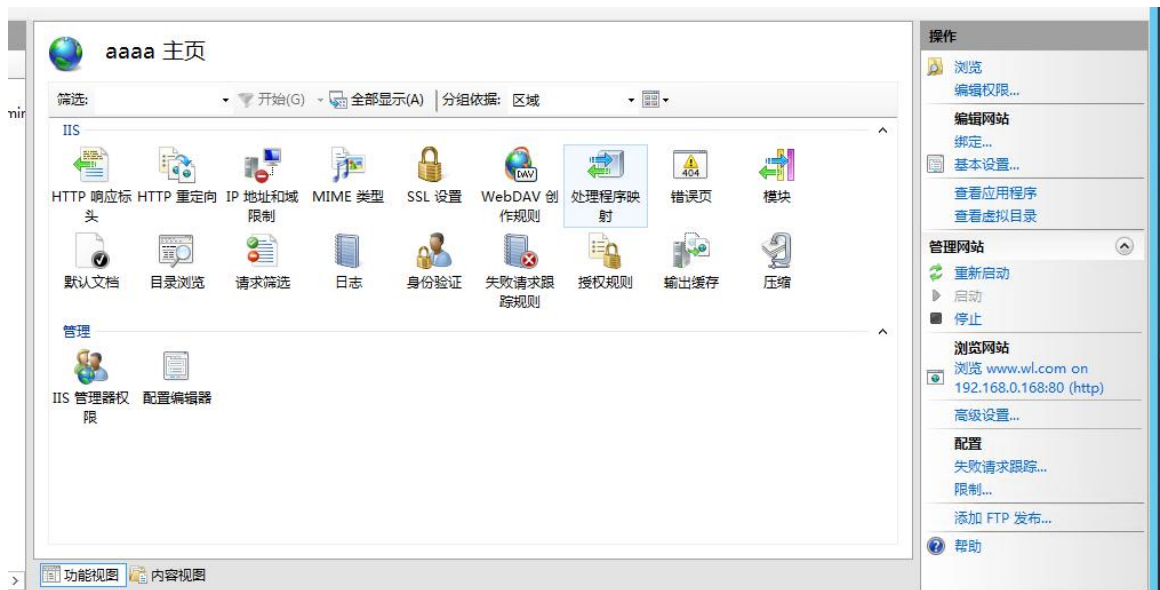 操作
aaaa 主页
浏览
编辑权限...
筛选:
开始(G)
全部显示(A)
分组依据:
区域
编辑网站
绑定...
基本设置...
IIS
HTTP 响应标
头
HTTP 重定向
IP 地址和域
限制
MIME 类型
SSL 设置
WebDAV 创
作规则
处理程序映
射
错误页
404
DAV
模块
查看应用程序
查看虚拟目录
默认文档
目录浏览
请求筛选
日志
身份验证
失败请求跟
踪规则
授权规则
输出缓存
压缩
管理网站
重新启动
启动
停止
管理
IIS 管理器权
限
配置编辑器
浏览网站
浏览 www.wl.com on
192.168.0.168:80 (http)
高级设置...
配置
失败请求跟踪...
限制...
添加 FTP 发布...
帮助
功能视图
内容视图